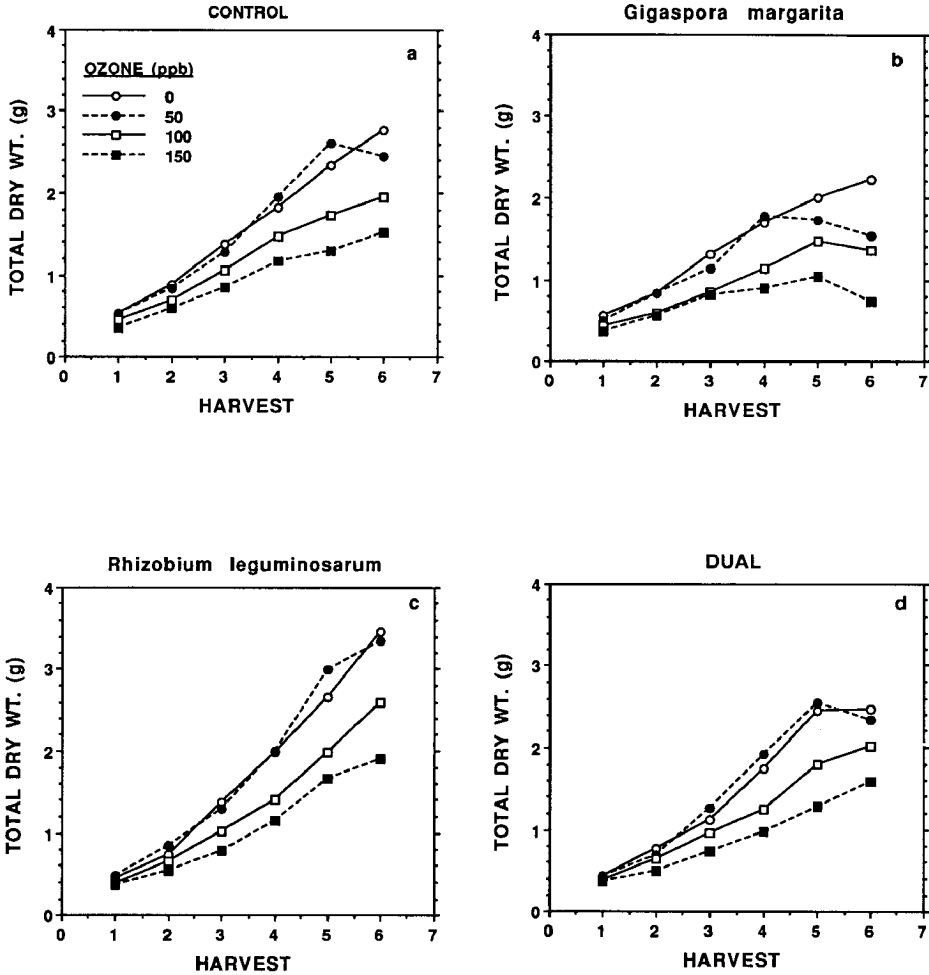 CONTROL
a
OZONE (ppb)
0
50
100
150
TOTAL DRY WT. (g)
4
3
2
1
0
0 1 2 3 4 5 6 7
HARVEST
Gigaspora margarita
b
TOTAL DRY WT. (g)
4
3
2
1
0
0 1 2 3 4 5 6 7
HARVEST
Rhizobium leguminosarum
c
TOTAL DRY WT. (g)
4
3
2
1
0
0 1 2 3 4 5 6 7
HARVEST
DUAL
d
TOTAL DRY WT. (g)
4
3
2
1
0
0 1 2 3 4 5 6 7
HARVEST